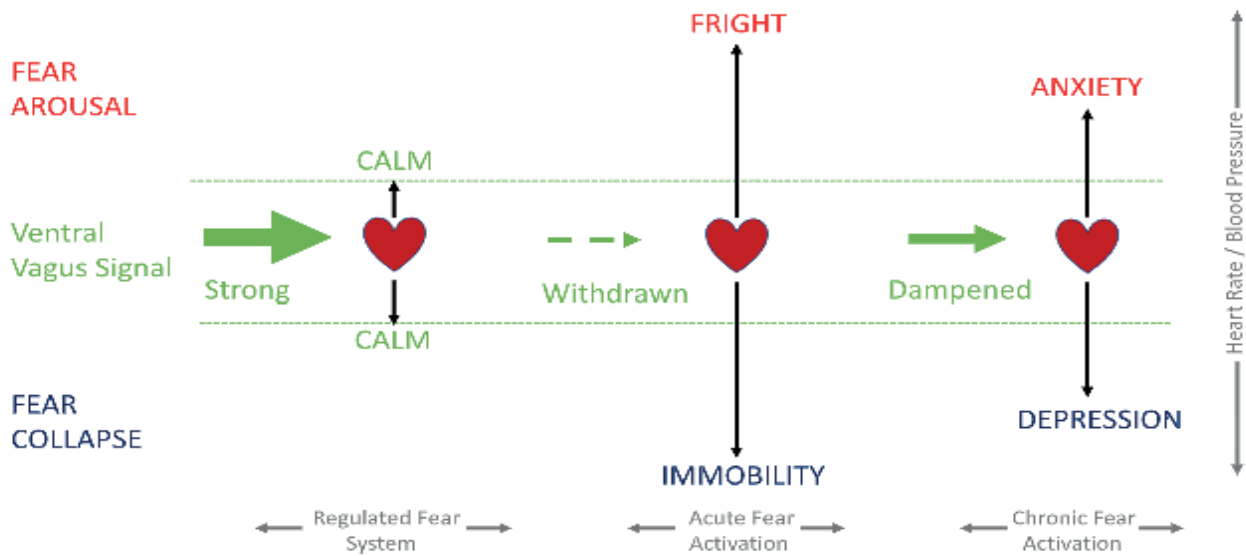 FRIGHT
FEAR
AROUSAL
ANXIETY
CALM
Ventral
Vagus Signal
Strong
Withdrawn
Dampened
CALM
FEAR
COLLAPSE
DEPRESSION
IMMOBILITY
Regulated Fear
System
Acute Fear
Activation
Chronic Fear
Activation
Heart Rate / Blood Pressure